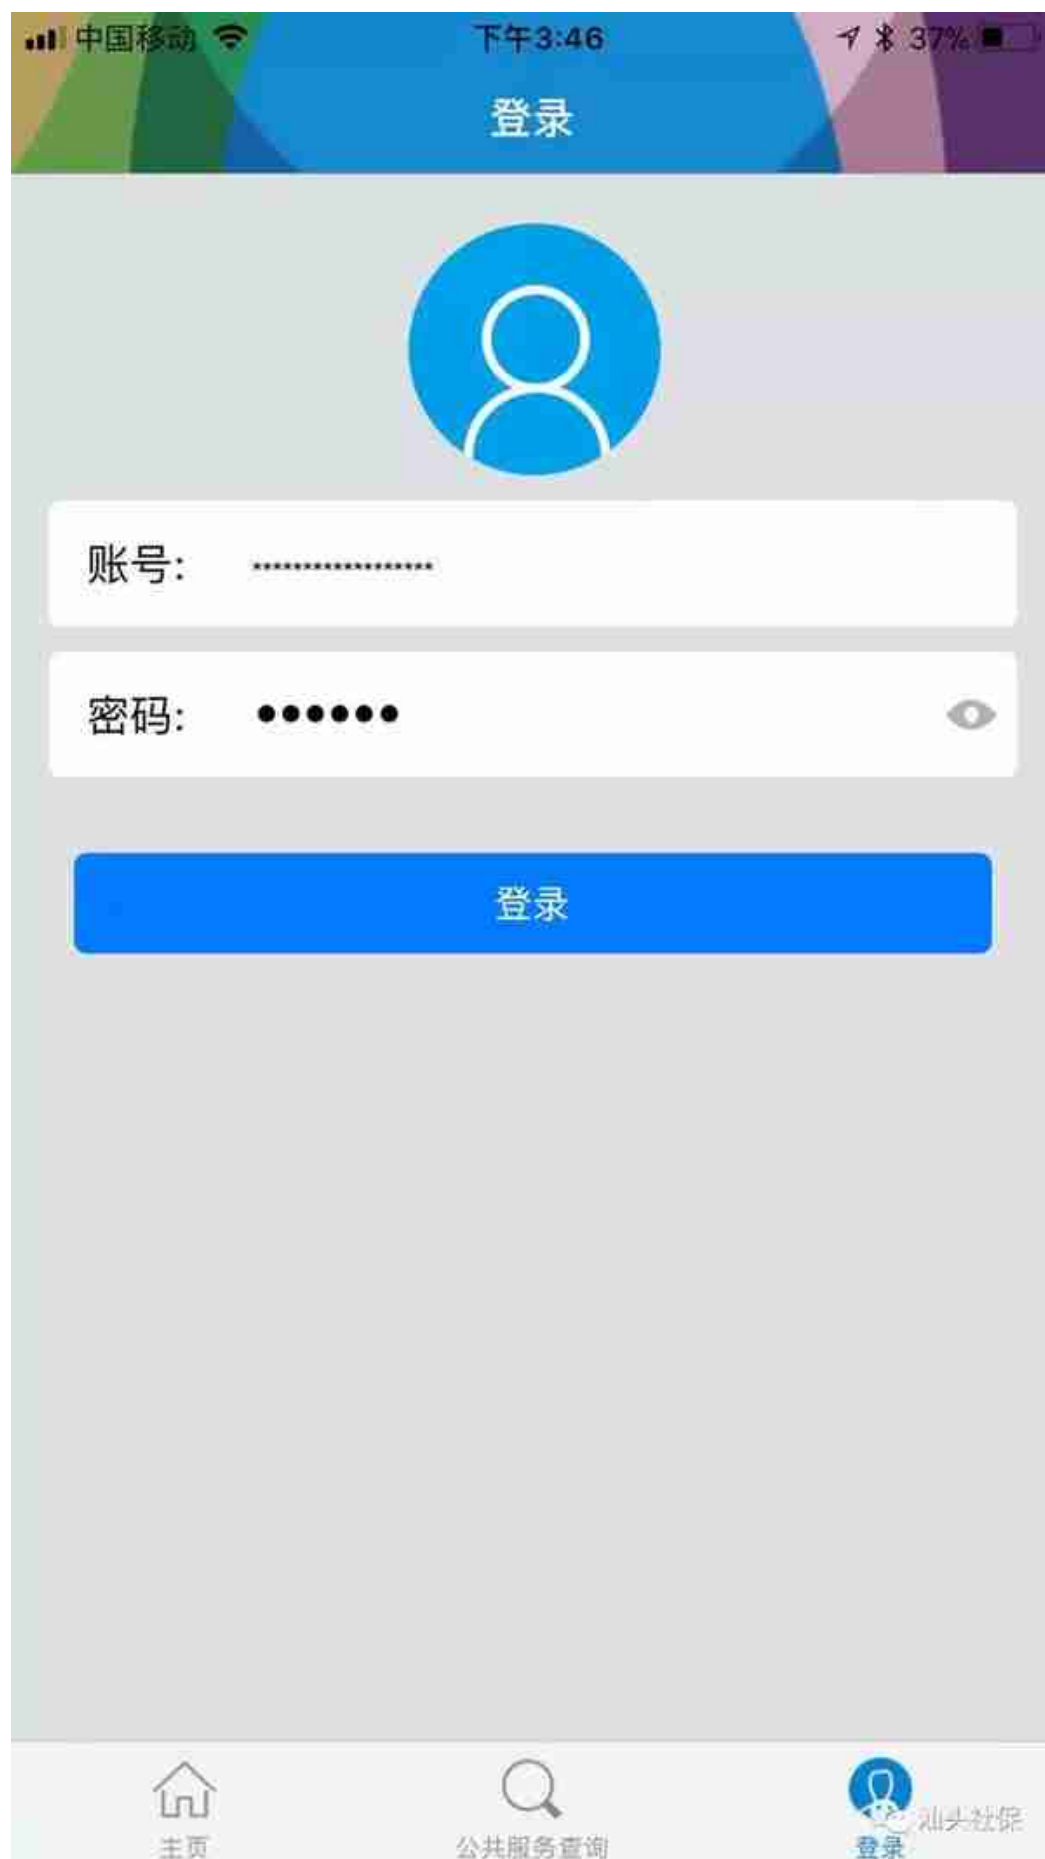 中国移动 下午3:46 37%
登录
账号: ******************
密码: ●●●●●●
登录
主页 公共服务查询 登录
汕头社保